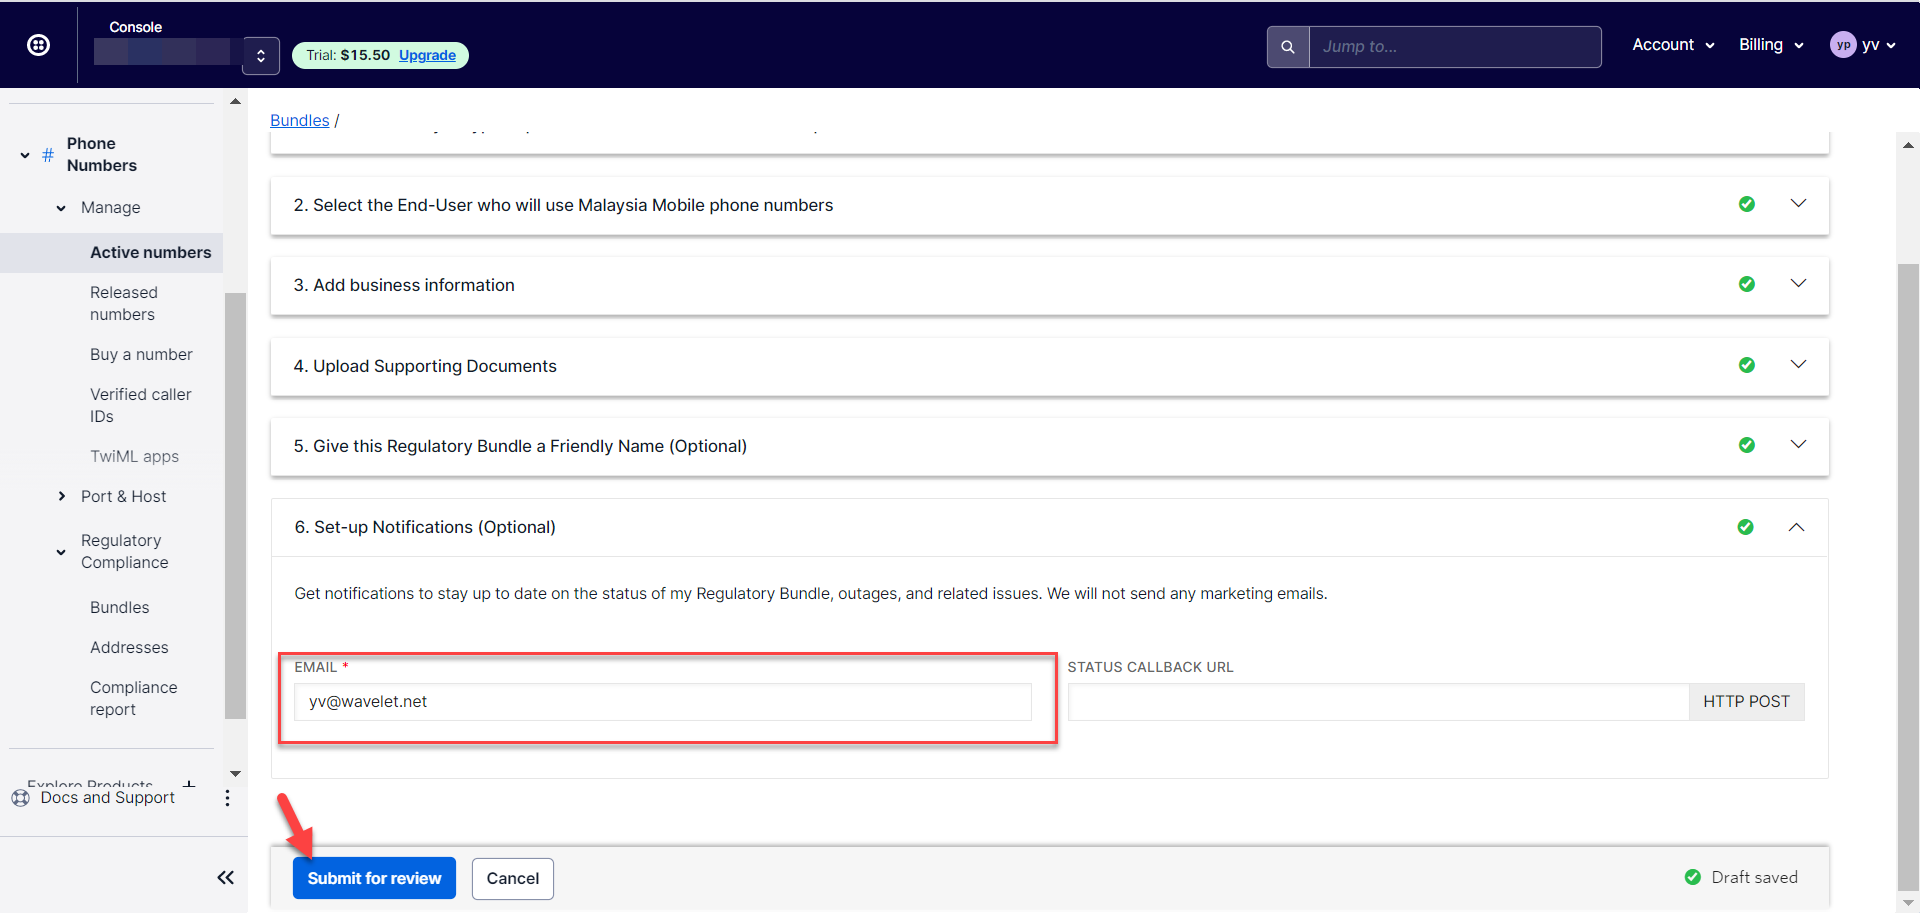 Console
Trial: $15.50 Upgrade
Jump to...
Account
Billing
yp yv
Phone
Numbers
Manage
Active numbers
Released
numbers
Buy a number
Verified caller
IDs
TwiML apps
Port & Host
Regulatory
Compliance
Bundles
Addresses
Compliance
report
Explore Products +
Docs and Support
Bundles /
2. Select the End-User who will use Malaysia Mobile phone numbers
3. Add business information
4. Upload Supporting Documents
5. Give this Regulatory Bundle a Friendly Name (Optional)
6. Set-up Notifications (Optional)
Get notifications to stay up to date on the status of my Regulatory Bundle, outages, and related issues. We will not send any marketing emails.
EMAIL *
yv@wavelet.net
STATUS CALLBACK URL
HTTP POST
Submit for review
Cancel
Draft saved